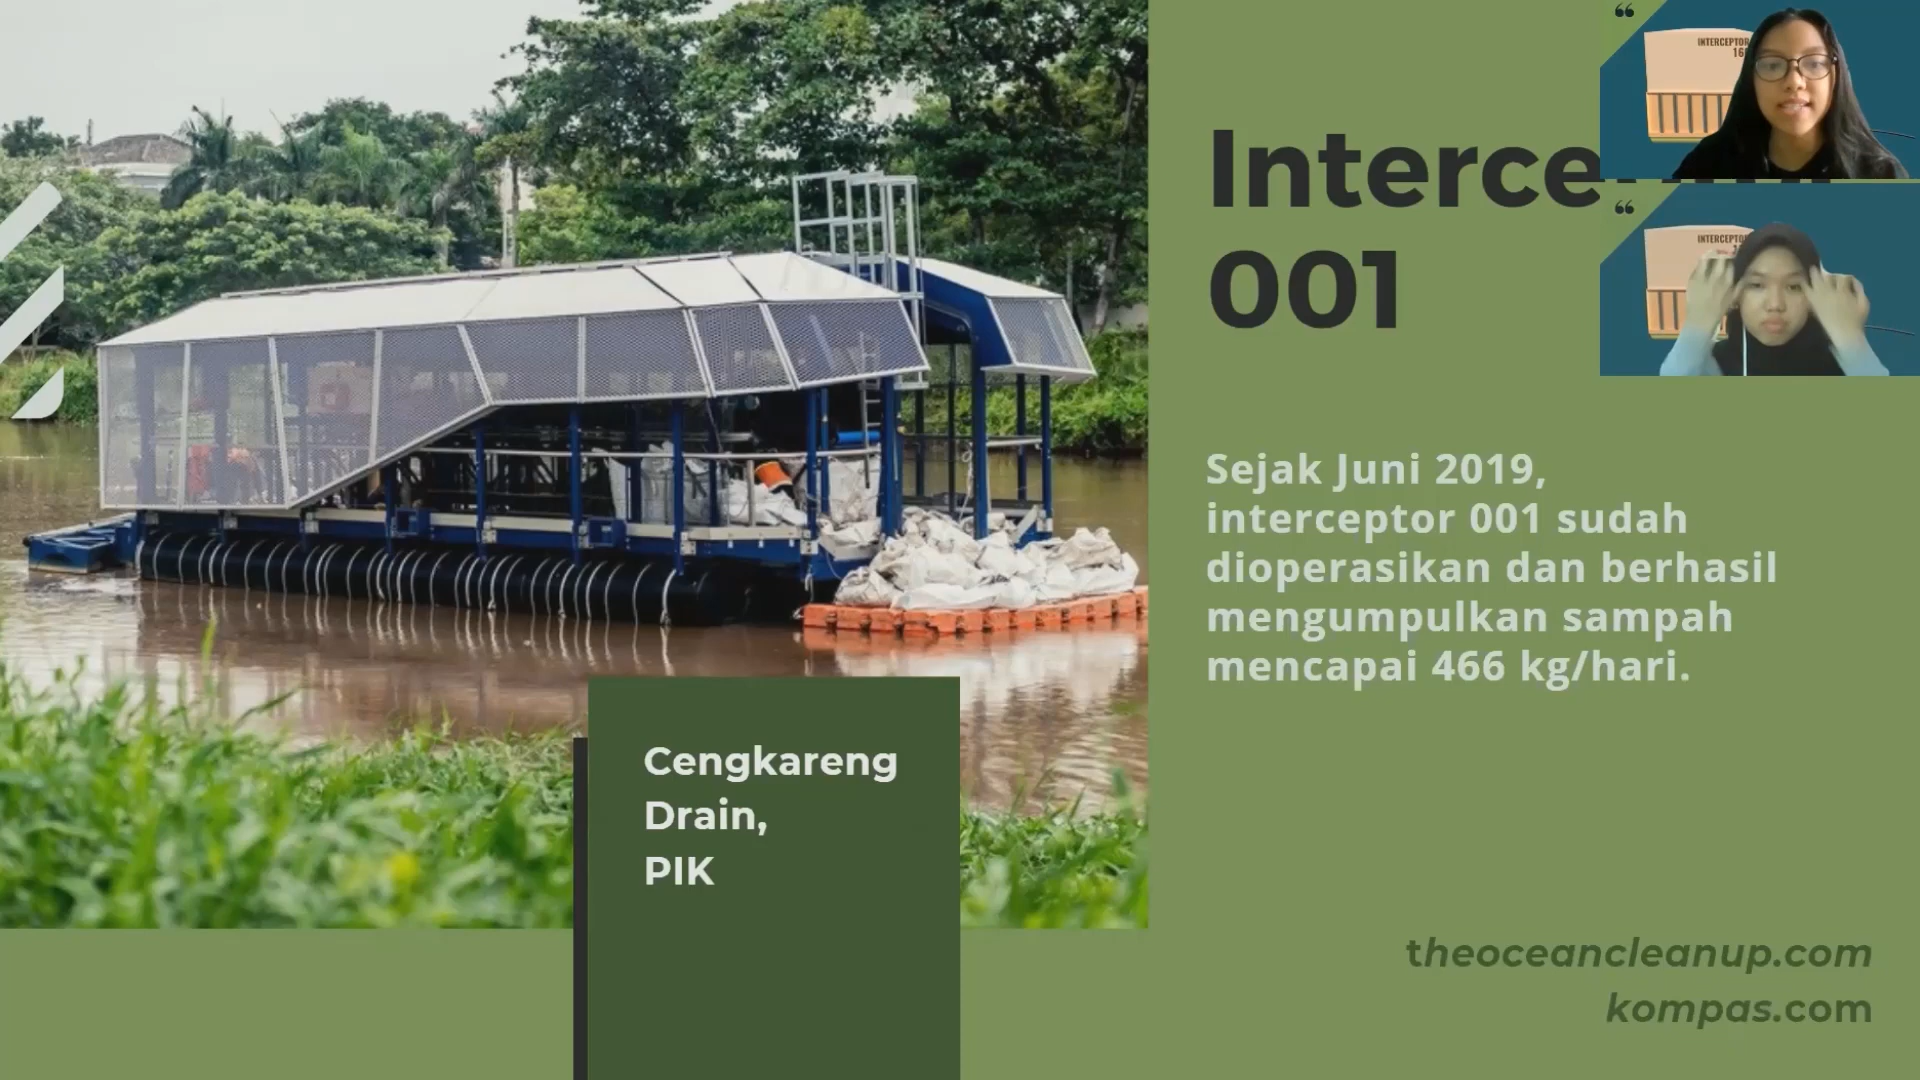 Interce
001
Sejak Juni 2019,
interceptor 001 sudah
dioperasikan dan berhasil
mengumpulkan sampah
mencapai 466 kg/hari.
Cengkareng
Drain,
PIK
theoceancleanup.com
kompas.com
“
INTERCEPTOR
“